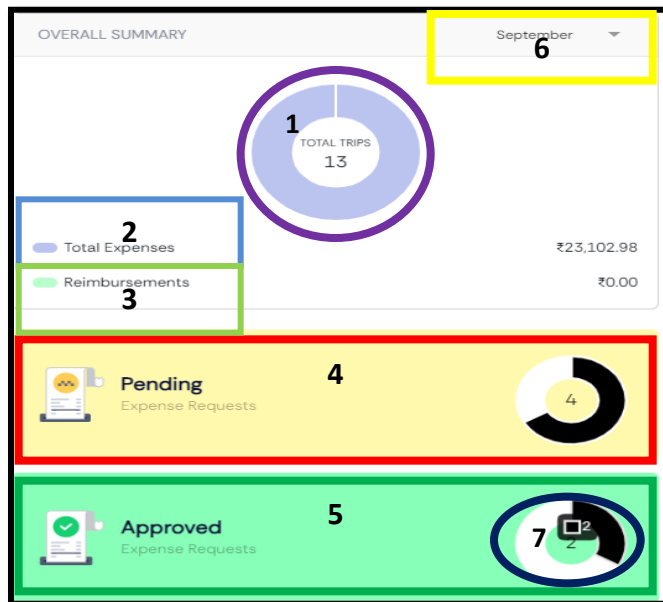 OVERALL SUMMARY
September
6
1
TOTAL TRIPS
13
2
Total Expenses
₹23,102.98
Reimbursements
₹0.00
3
4
Pending
Expense Requests
4
5
Approved
Expense Requests
7
2
2